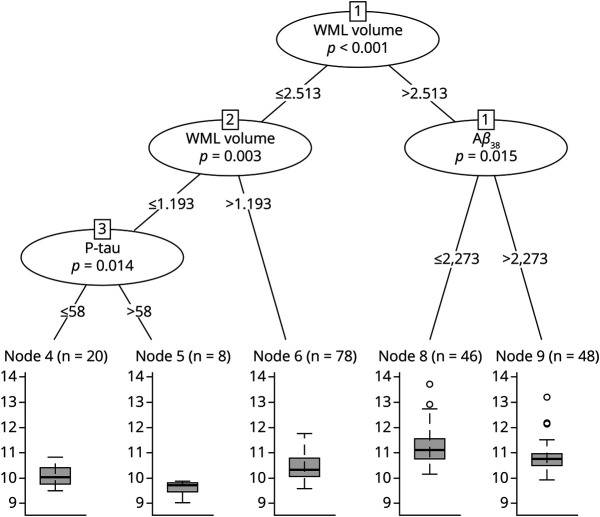 1
WML volume
p < 0.001
≤2.513
>2.513
2
WML volume
p = 0.003
1
Aβ38
p = 0.015
≤1.193
>1.193
3
P-tau
p = 0.014
≤2,273
>2,273
≤58
>58
Node 4 (n = 20)
Node 5 (n = 8)
Node 6 (n = 78)
Node 8 (n = 46)
Node 9 (n = 48)
14 14 14 14 14
13 13 13 13 13
12 12 12 12 12
11 11 11 11 11
10 10 10 10 10
9 9 9 9 9